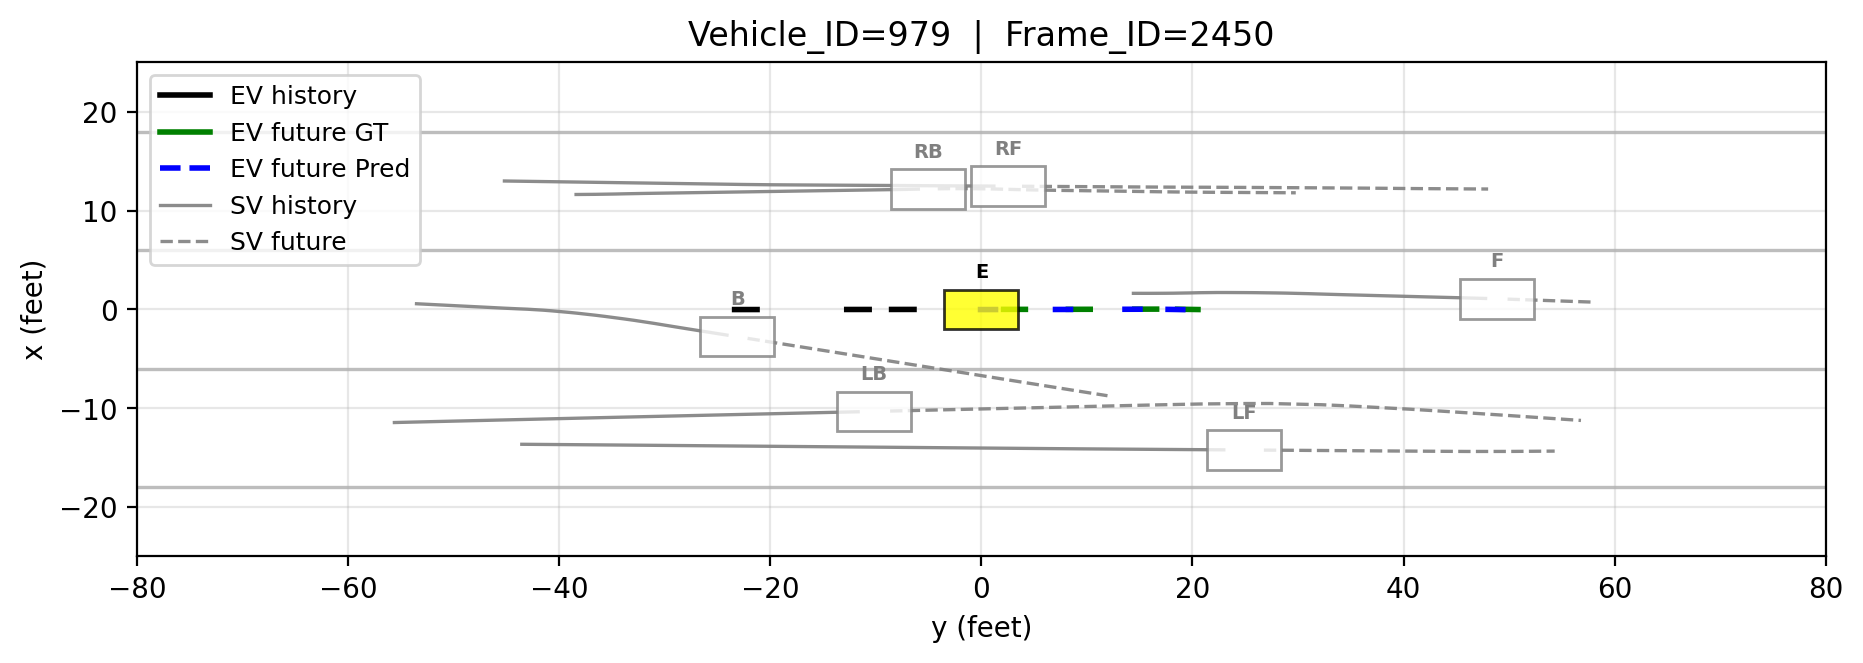 Vehicle_ID=979 | Frame_ID=2450
EV history
EV future GT
EV future Pred
SV history
SV future
RB
RF
E
F
B
LB
LF
20
10
0
−10
−20
x (feet)
−80
−60
−40
−20
0
20
40
60
80
y (feet)